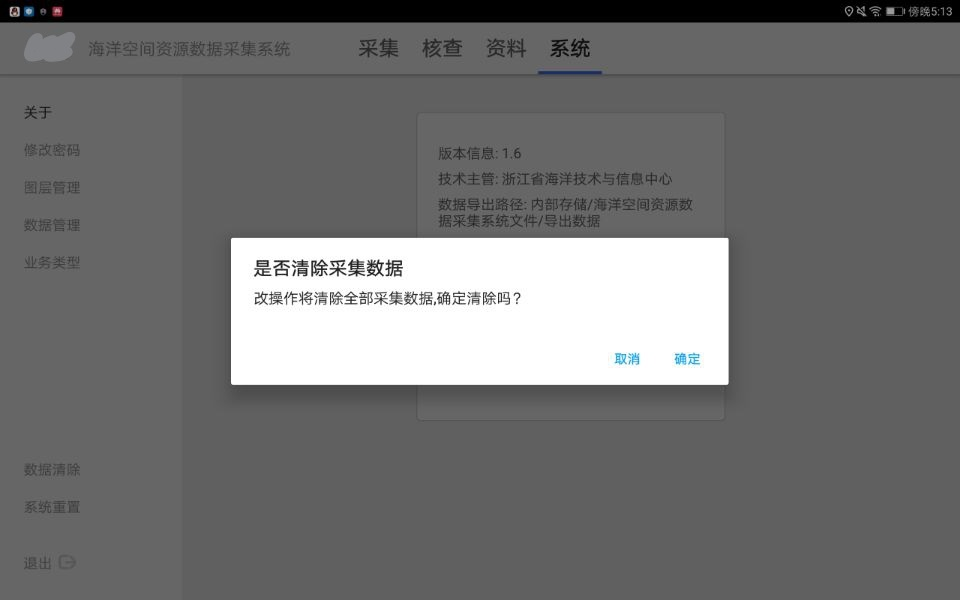 傍晚5:13
海洋空间资源数据采集系统
采集 核查 资料 系统
关于
修改密码
图层管理
数据管理
业务类型
数据清除
系统重置
退出
版本信息: 1.6
技术主管: 浙江省海洋技术与信息中心
数据导出路径: 内部存储/海洋空间资源数
据采集系统文件/导出数据
是否清除采集数据
改操作将清除全部采集数据,确定清除吗？
取消 确定